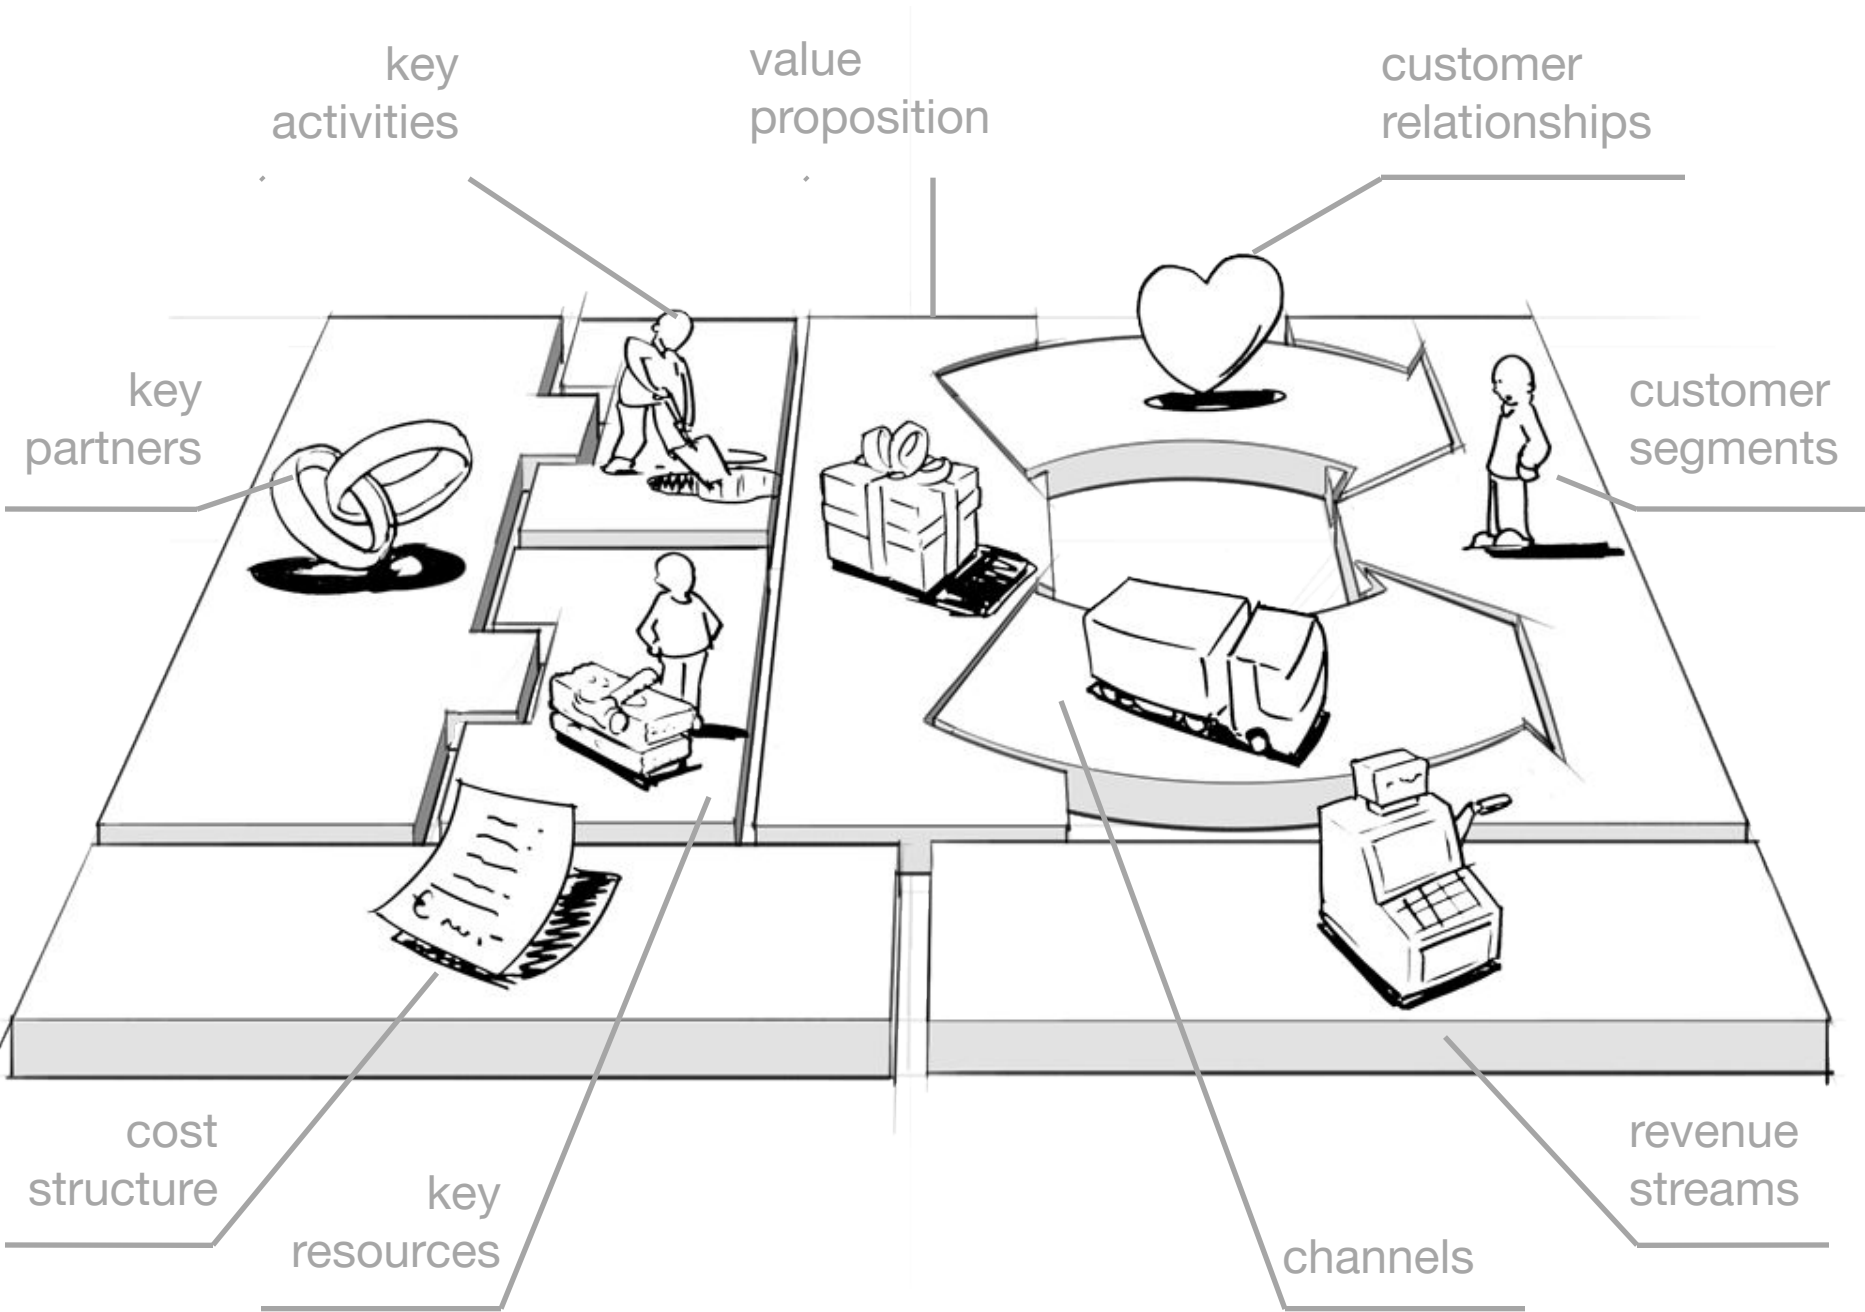 key
activities
value
proposition
customer
relationships
key
partners
customer
segments
cost
structure
key
resources
channels
revenue
streams